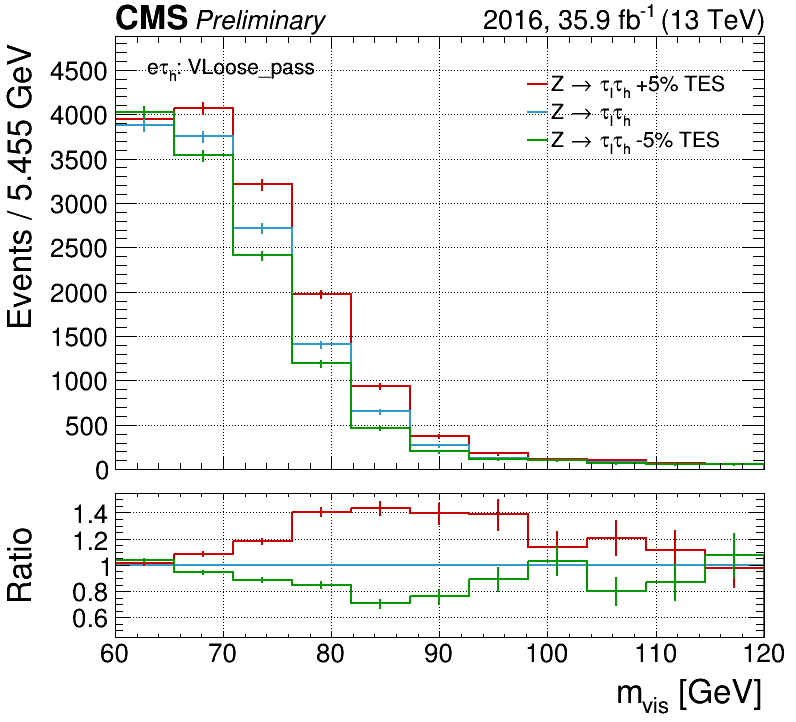 CMS Preliminary 2016, 35.9 fb⁻¹ (13 TeV)
eτₕ: VLoose_pass
Z → τₗτₕ +5% TES
Z → τₗτₕ
Z → τₗτₕ -5% TES
Events / 5.455 GeV
4500
4000
3500
3000
2500
2000
1500
1000
500
0
Ratio
1.4
1.2
1
0.8
0.6
60 70 80 90 100 110 120
m_vis [GeV]